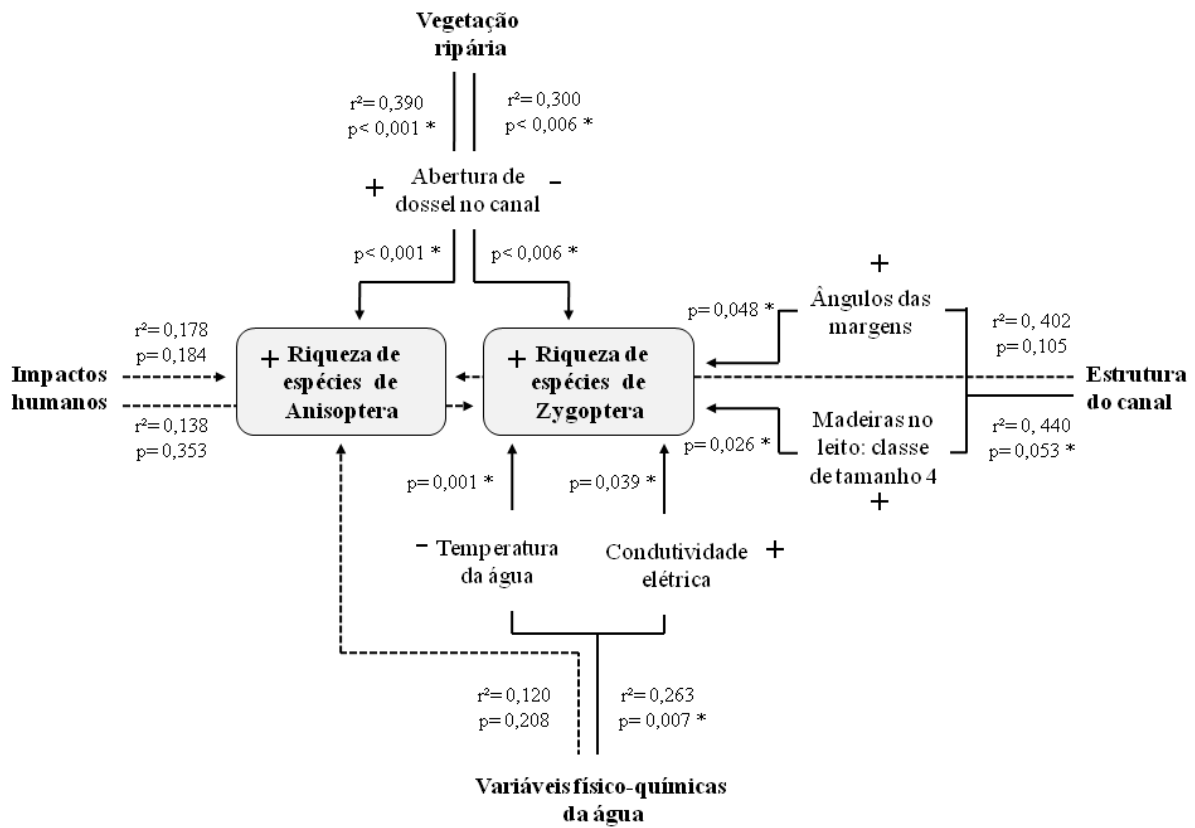 Vegetação
ripária
r²= 0,390
p< 0,001 *
r²= 0,300
p< 0,006 *
+
Abertura de
dossel no canal
-
p< 0,001 *
p< 0,006 *
+
Ângulos das
margens
p= 0,048 *
r²= 0, 402
p= 0,105
r²= 0,178
p= 0,184
Impactos
humanos
r²= 0,138
p= 0,353
+ Riqueza de
espécies de
Anisoptera
+ Riqueza de
espécies de
Zygoptera
Estrutura
do canal
r²= 0, 440
p= 0,053 *
Madeiras no
leito: classe
de tamanho 4
+
p= 0,026 *
p= 0,001 *
p= 0,039 *
- Temperatura
da água
Condutividade
elétrica
+
r²= 0,120
p= 0,208
r²= 0,263
p= 0,007 *
Variáveis físico-químicas
da água